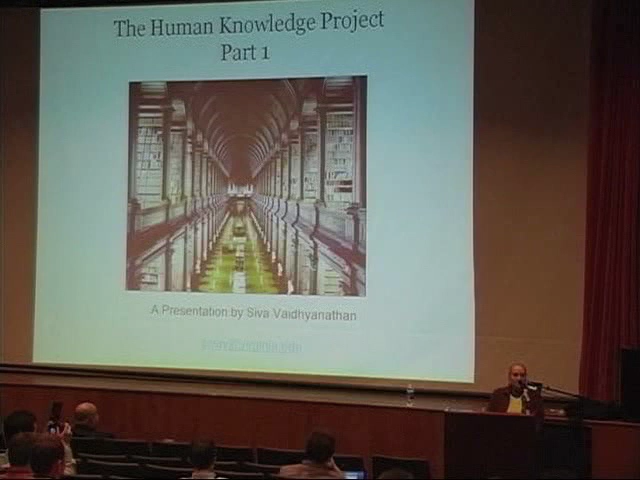 The Human Knowledge Project
Part 1
A Presentation by Siva Vaidhyanathan